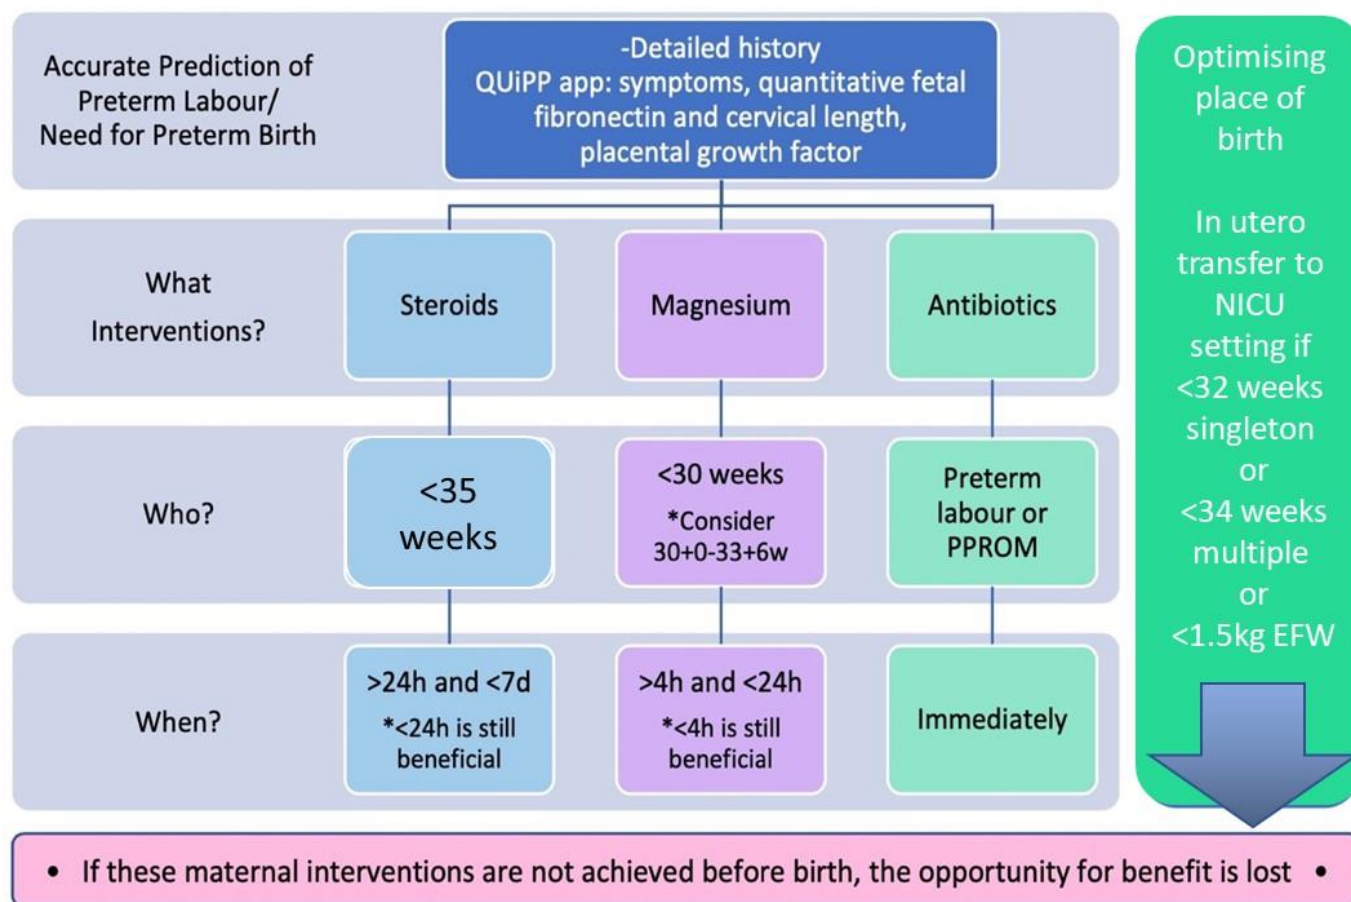 Accurate Prediction of
Preterm Labour/
Need for Preterm Birth
-Detailed history
QUiPP app: symptoms, quantitative fetal
fibronectin and cervical length,
placental growth factor
What
Interventions?
Steroids
Magnesium
Antibiotics
Who?
<35
weeks
<30 weeks
*Consider
30+0-33+6w
Preterm
labour or
PPROM
When?
>24h and <7d
*<24h is still
beneficial
>4h and <24h
*<4h is still
beneficial
Immediately
Optimising
place of
birth
In utero
transfer to
NICU
setting if
<32 weeks
singleton
or
<34 weeks
multiple
or
<1.5kg EFW
• If these maternal interventions are not achieved before birth, the opportunity for benefit is lost •